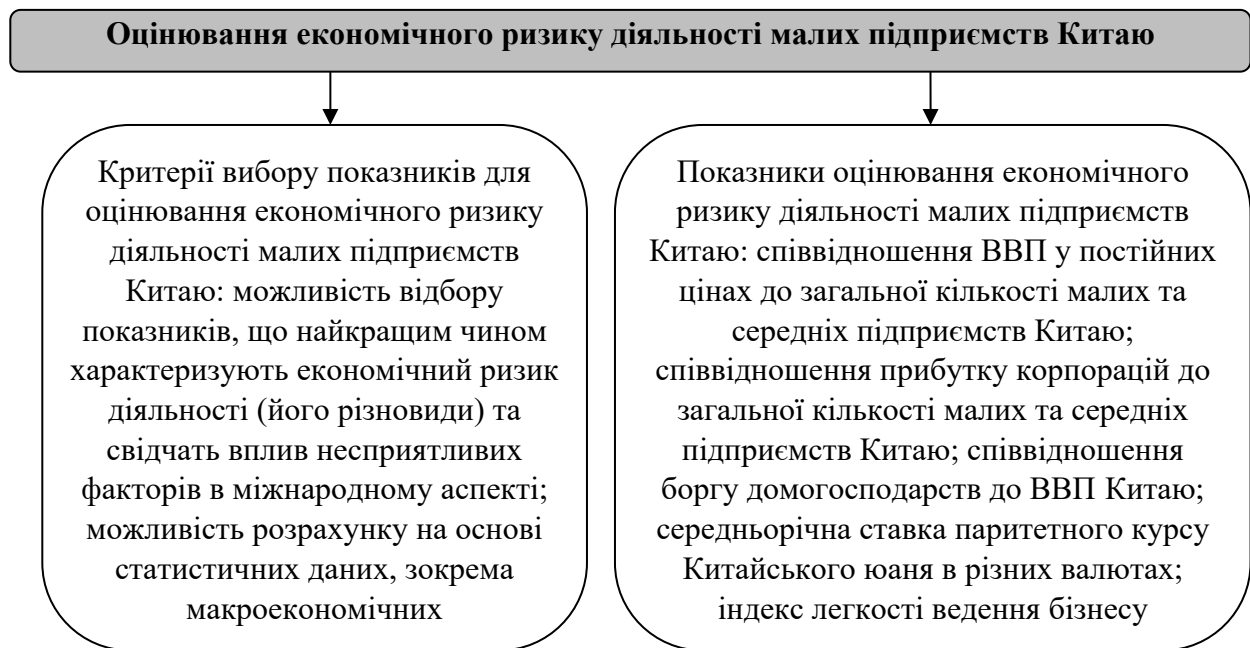 Оцінювання економічного ризику діяльності малих підприємств Китаю
Критерії вибору показників для
оцінювання економічного ризику
діяльності малих підприємств
Китаю: можливість відбору
показників, що найкращим чином
характеризують економічний ризик
діяльності (його різновиди) та
свідчать вплив несприятливих
факторів в міжнародному аспекті;
можливість розрахунку на основі
статистичних даних, зокрема
макроекономічних
Показники оцінювання економічного
ризику діяльності малих підприємств
Китаю: співвідношення ВВП у постійних
цінах до загальної кількості малих та
середніх підприємств Китаю;
співвідношення прибутку корпорацій до
загальної кількості малих та середніх
підприємств Китаю; співвідношення
боргу домогосподарств до ВВП Китаю;
середньорічна ставка паритетного курсу
Китайського юаня в різних валютах;
індекс легкості ведення бізнесу